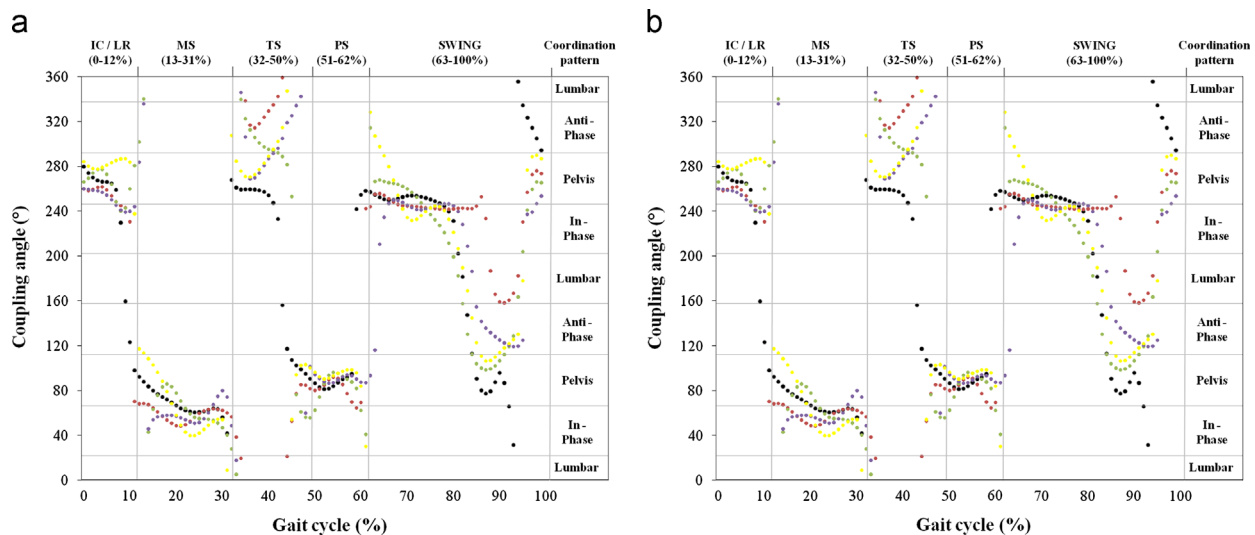 a
IC / LR
(0-12%)
MS
(13-31%)
TS
(32-50%)
PS
(51-62%)
SWING
(63-100%)
Coordination
pattern
Coupling angle (°)
360
320
280
240
200
160
120
80
40
0
Lumbar
Anti -
Phase
Pelvis
In -
Phase
Lumbar
Anti -
Phase
Pelvis
In -
Phase
Lumbar
0 10 20 30 40 50 60 70 80 90 100
Gait cycle (%)
b
IC / LR
(0-12%)
MS
(13-31%)
TS
(32-50%)
PS
(51-62%)
SWING
(63-100%)
Coordination
pattern
Coupling angle (°)
360
320
280
240
200
160
120
80
40
0
Lumbar
Anti -
Phase
Pelvis
In -
Phase
Lumbar
Anti -
Phase
Pelvis
In -
Phase
Lumbar
0 10 20 30 40 50 60 70 80 90 100
Gait cycle (%)